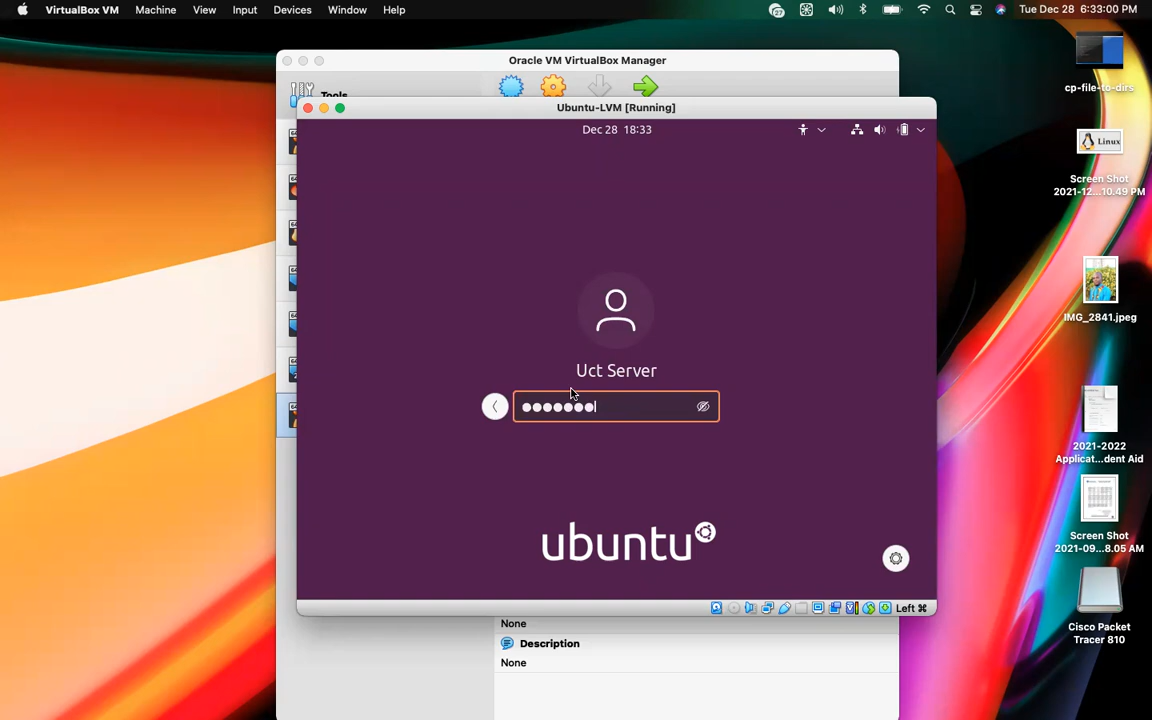 VirtualBox VM Machine View Input Devices Window Help
27
Tue Dec 28 6:33:00 PM
Oracle VM VirtualBox Manager
Tools
Ubuntu-LVM [Running]
Dec 28 18:33
Uct Server
ubuntu
Left ⌘
None
Description
None
cp-file-to-dirs
Linux
Screen Shot
2021-12...10.49 PM
IMG_2841.jpeg
2021-2022
Applicat...dent Aid
Screen Shot
2021-09...8.05 AM
Cisco Packet
Tracer 810